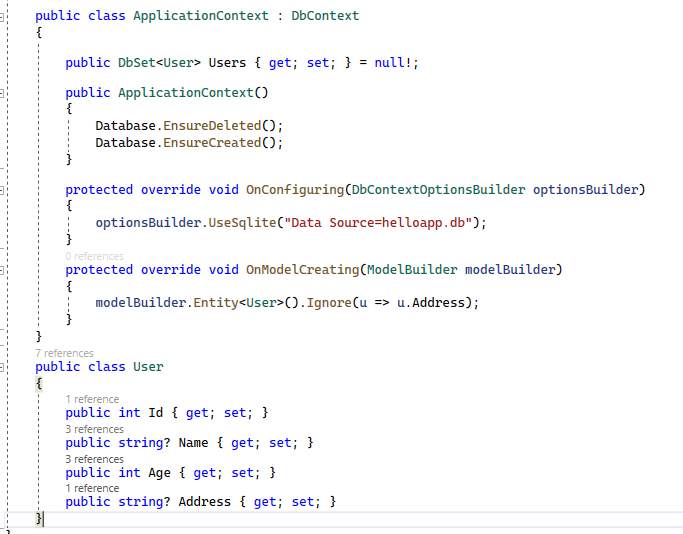 public class ApplicationContext : DbContext
{
public DbSet<User> Users { get; set; } = null!;
public ApplicationContext()
{
Database.EnsureDeleted();
Database.EnsureCreated();
}
protected override void OnConfiguring(DbContextOptionsBuilder optionsBuilder)
{
optionsBuilder.UseSqlite("Data Source=helloapp.db");
}
0 references
protected override void OnModelCreating(ModelBuilder modelBuilder)
{
modelBuilder.Entity<User>().Ignore(u => u.Address);
}
}
7 references
public class User
{
1 reference
public int Id { get; set; }
3 references
public string? Name { get; set; }
3 references
public int Age { get; set; }
1 reference
public string? Address { get; set; }
}